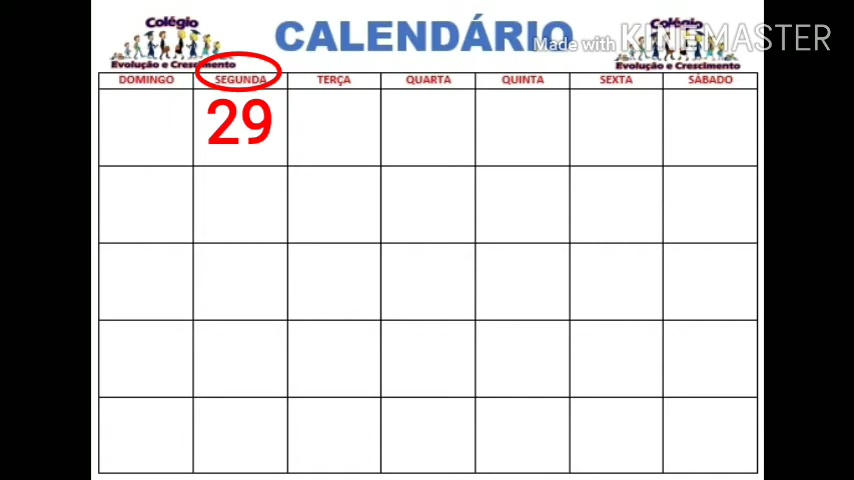 Colégio
Evolução e Crescimento
CALENDÁRIO
Colégio
Evolução e Crescimento
Made with KINEMASTER
DOMINGO SEGUNDA TERÇA QUARTA QUINTA SEXTA SÁBADO
29